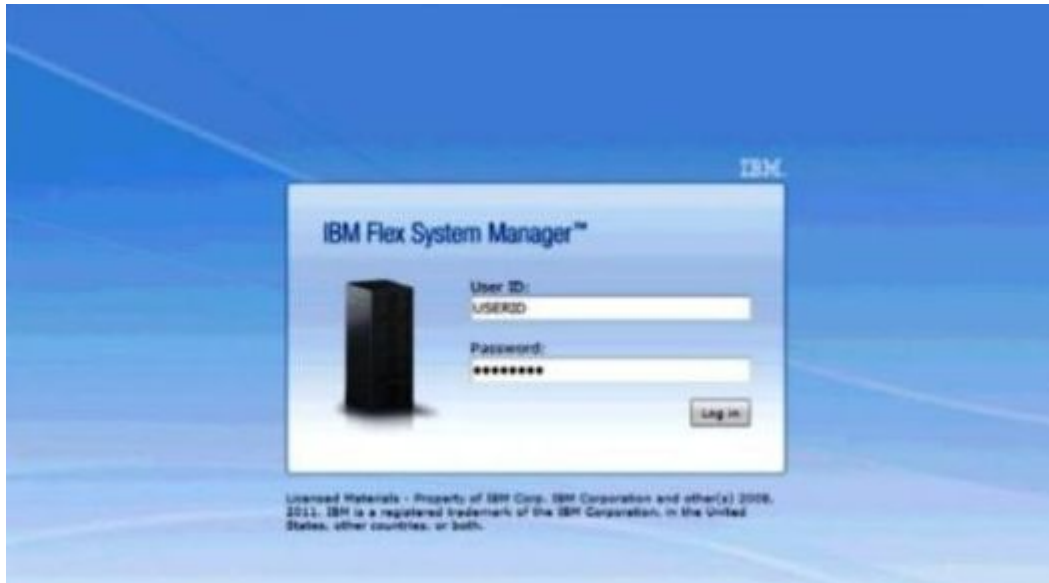 IBM.
IBM Flex System Manager™
User ID:
USERID
Password:
●●●●●●●●
Log in
Licensed Materials - Property of IBM Corp. IBM Corporation and other(s) 2009,
2011. IBM is a registered trademark of the IBM Corporation, in the United
States, other countries, or both.